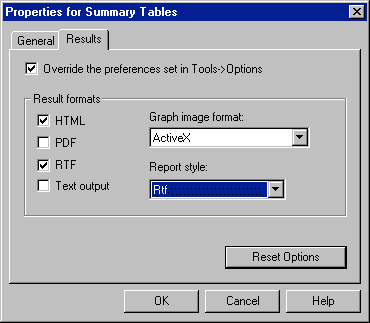 Properties for Summary Tables
General Results
Override the preferences set in Tools->Options
Result formats
HTML
PDF
RTF
Text output
Graph image format:
ActiveX
Report style:
Rtf
Reset Options
OK Cancel Help